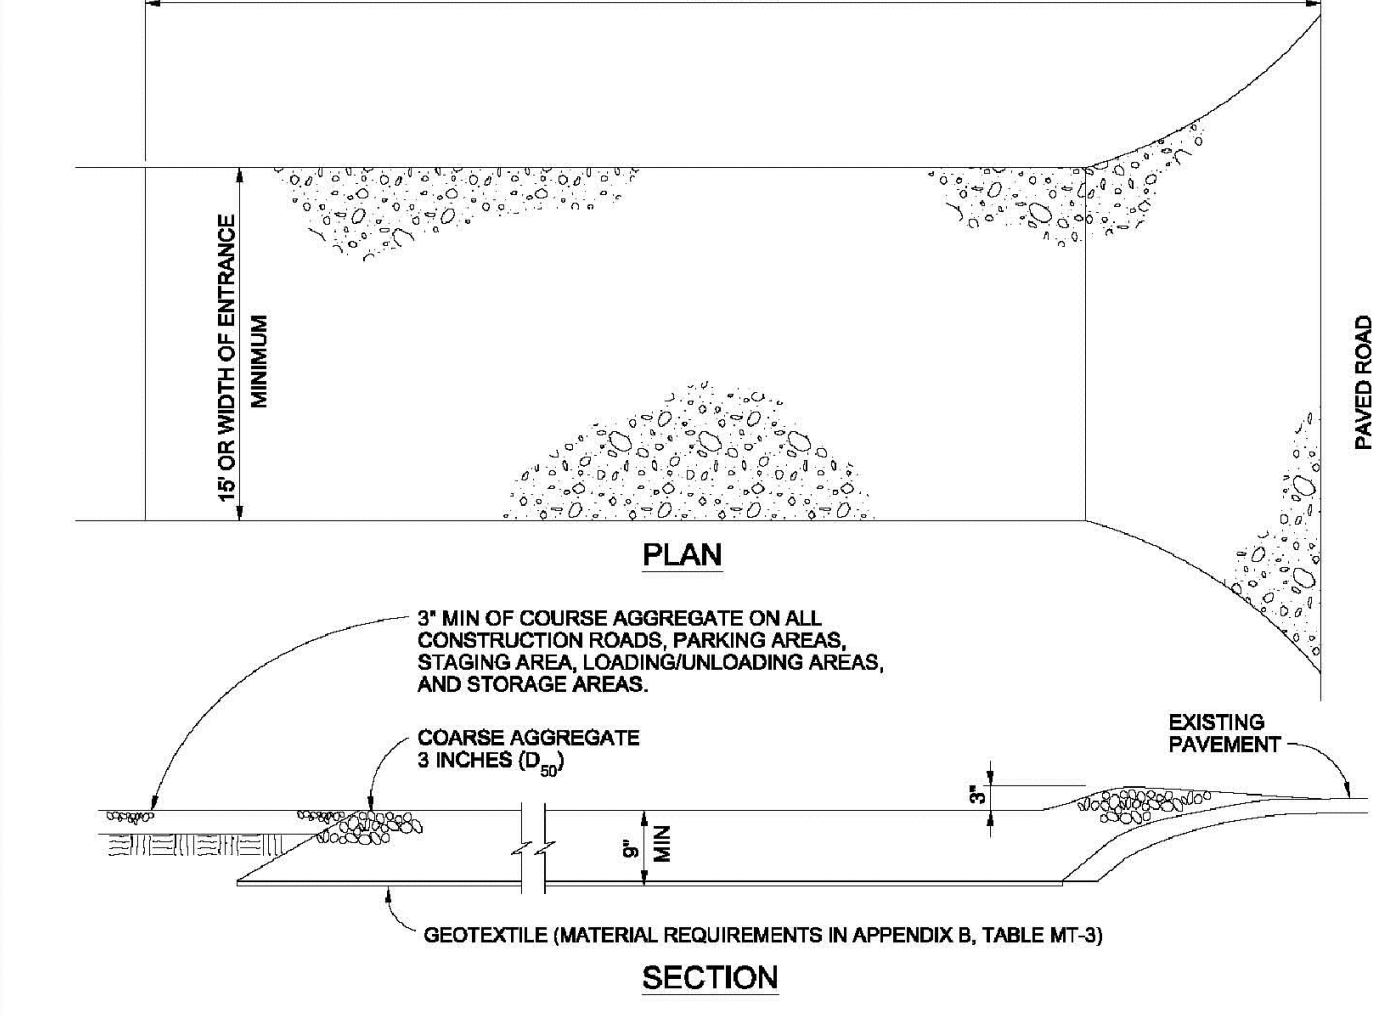 15' OR WIDTH OF ENTRANCE
MINIMUM
PAVED ROAD
PLAN
3" MIN OF COURSE AGGREGATE ON ALL
CONSTRUCTION ROADS, PARKING AREAS,
STAGING AREA, LOADING/UNLOADING AREAS,
AND STORAGE AREAS.
COARSE AGGREGATE
3 INCHES (D50)
EXISTING
PAVEMENT
3"
9"
MIN
GEOTEXTILE (MATERIAL REQUIREMENTS IN APPENDIX B, TABLE MT-3)
SECTION